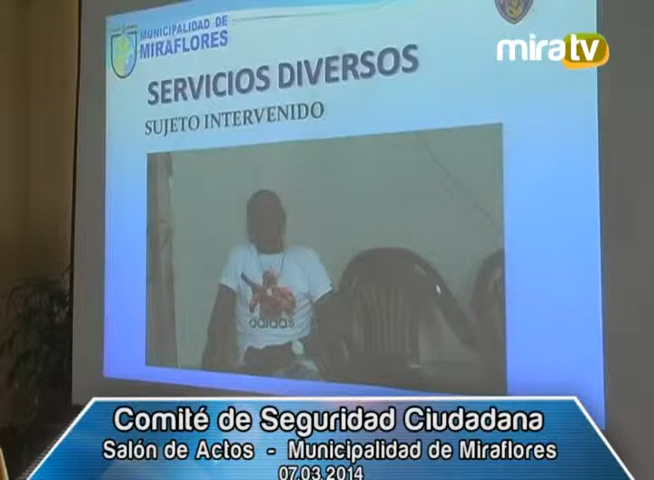 MUNICIPALIDAD DE
MIRAFLORES
miraTV
SERVICIOS DIVERSOS
SUJETO INTERVENIDO
adidas
Comité de Seguridad Ciudadana
Salón de Actos - Municipalidad de Miraflores
07.03.2014